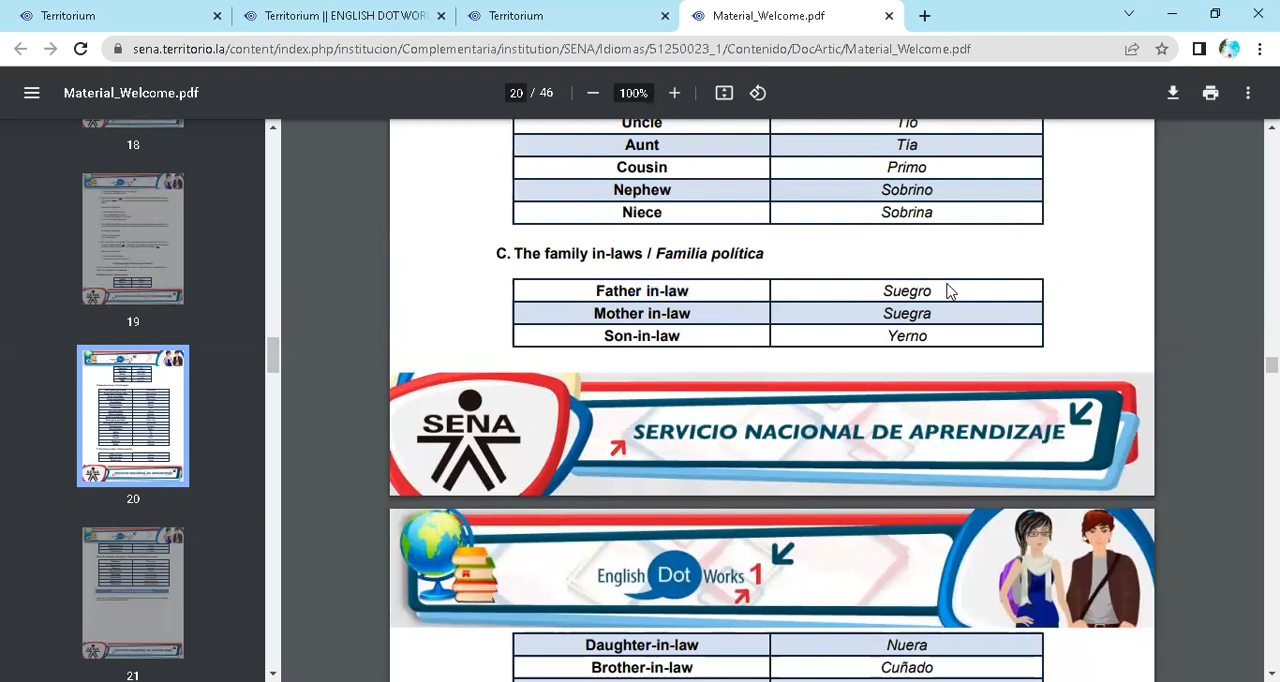 Territorium
Territorium || ENGLISH DOT WOR
Territorium
Material_Welcome.pdf
sena.territorio.la/content/index.php/institucion/Complementaria/institution/SENA/Idiomas/51250023_1/Contenido/DocArtic/Material_Welcome.pdf
Material_Welcome.pdf
20 / 46
100%
18
19
20
21
Uncle Tío
Aunt Tía
Cousin Primo
Nephew Sobrino
Niece Sobrina
C. The family in-laws / Familia política
Father in-law Suegro
Mother in-law Suegra
Son-in-law Yerno
SENA
SERVICIO NACIONAL DE APRENDIZAJE
English Dot Works 1
Daughter-in-law Nuera
Brother-in-law Cuñado